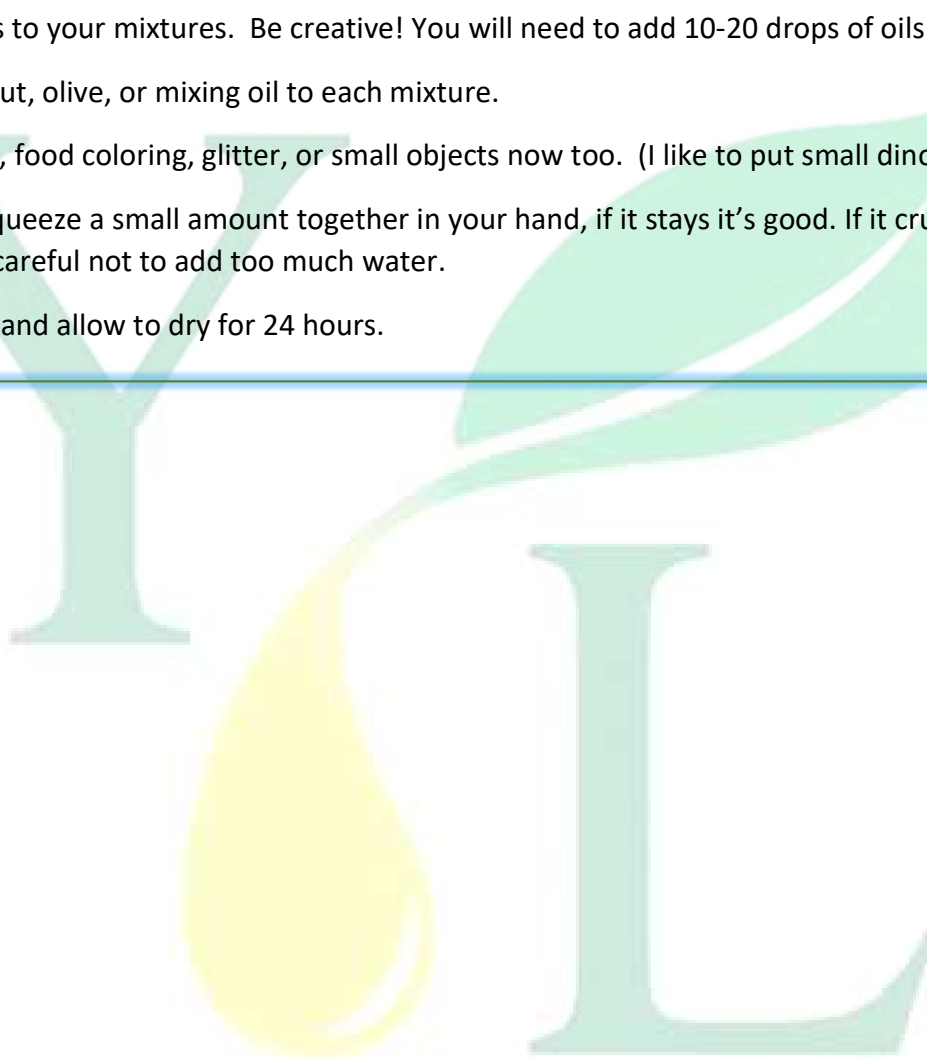 s to your mixtures.  Be creative! You will need to add 10-20 drops of oils
ut, olive, or mixing oil to each mixture.
, food coloring, glitter, or small objects now too.  (I like to put small dino
queeze a small amount together in your hand, if it stays it’s good. If it cru
careful not to add too much water.
and allow to dry for 24 hours.
Y L